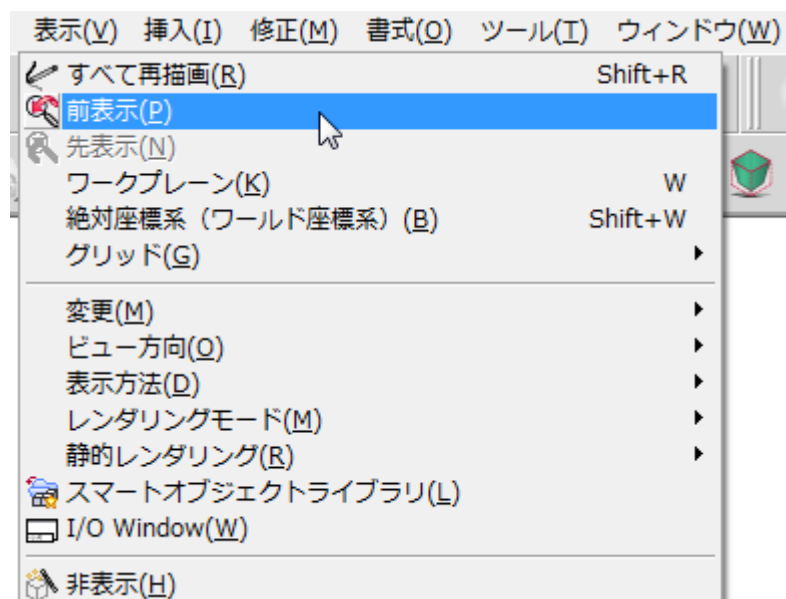 表示(V) 挿入(I) 修正(M) 書式(O) ツール(T) ウィンドウ(W)
すべて再描画(R) Shift+R
前表示(P)
先表示(N)
ワークプレーン(K) W
絶対座標系（ワールド座標系）(B) Shift+W
グリッド(G)
変更(M)
ビュー方向(O)
表示方法(D)
レンダリングモード(M)
静的レンダリング(R)
スマートオブジェクトライブラリ(L)
I/O Window(W)
非表示(H)